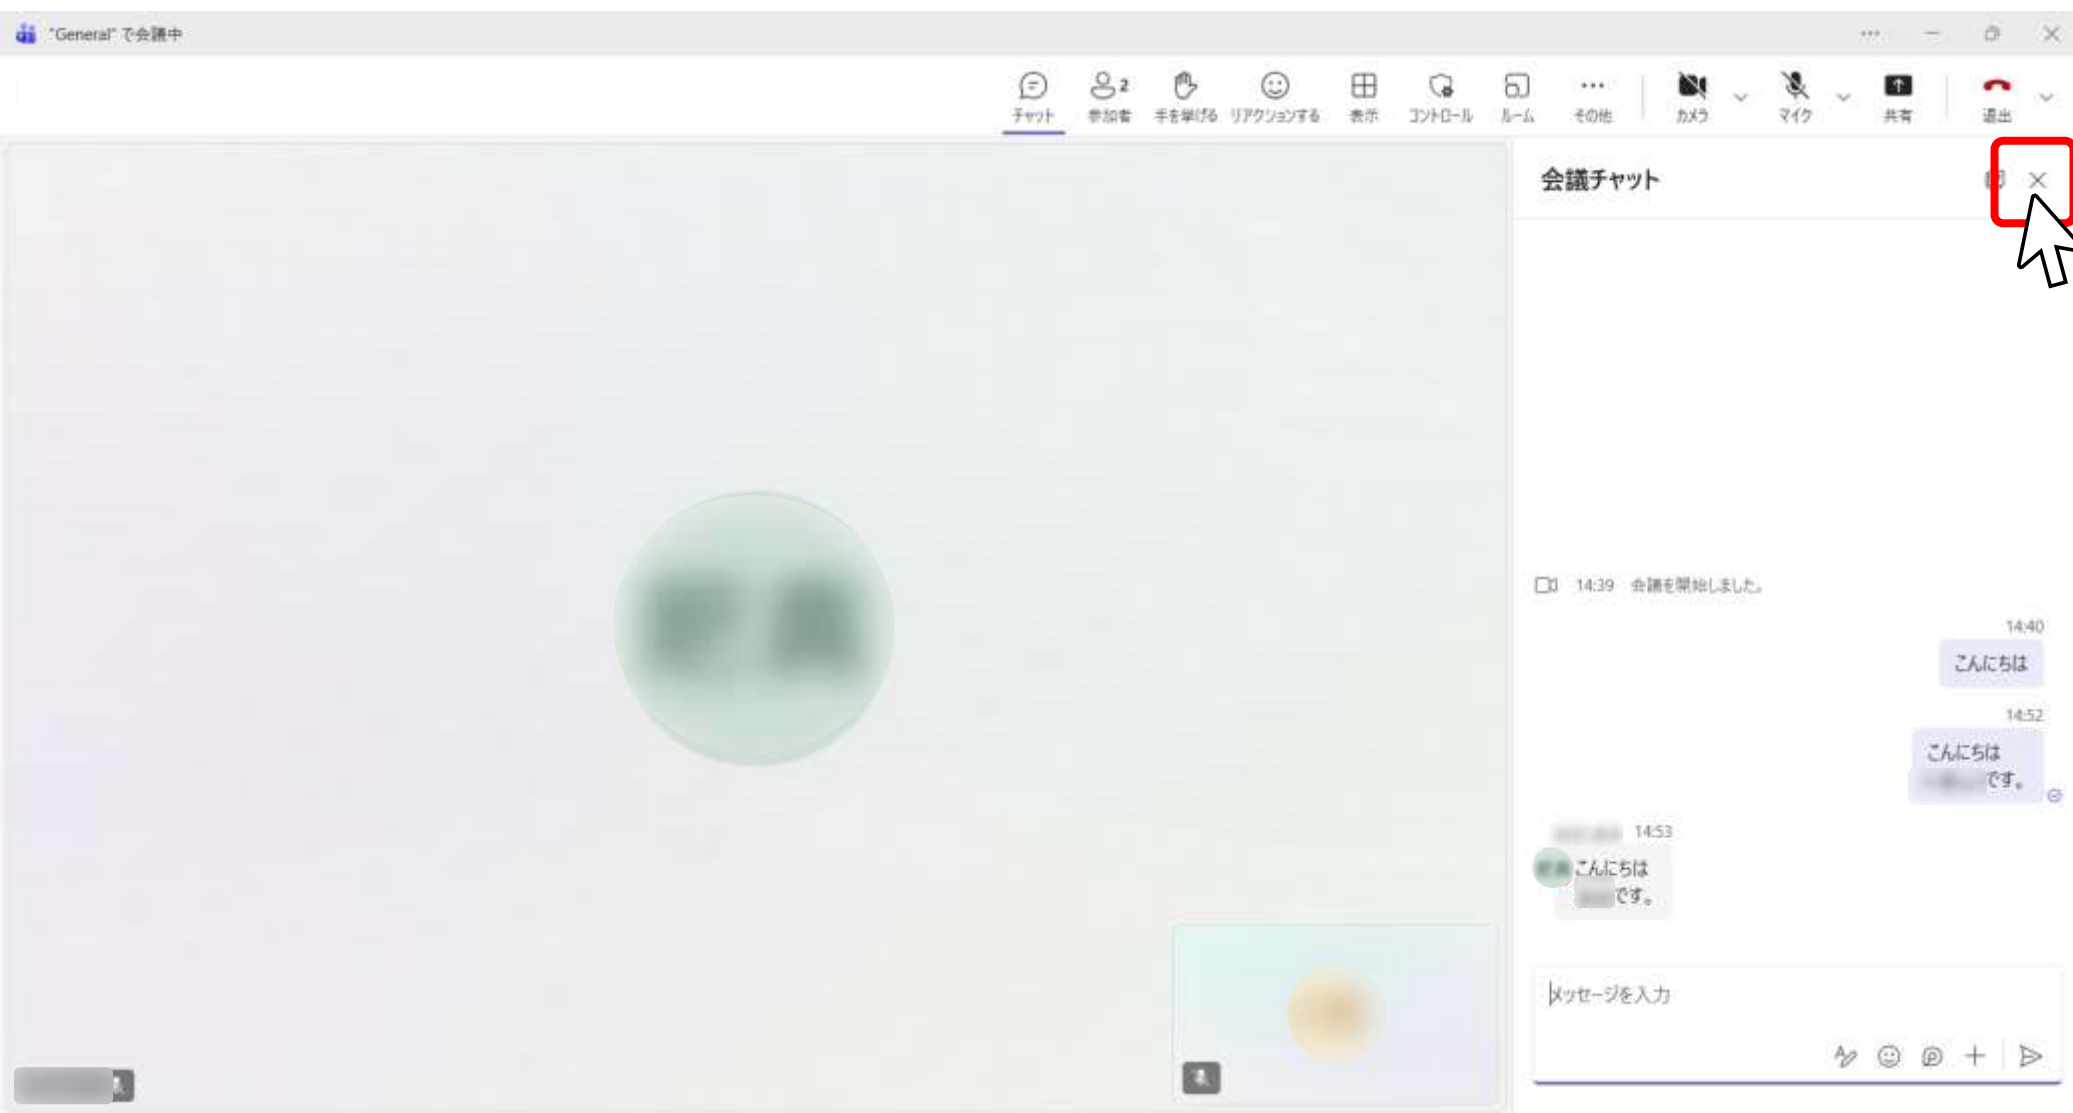 "General" で会議中
チャット
2
参加者
手を挙げる
リアクションする
表示
コントロール
ルーム
その他
カメラ
マイク
共有
退出
会議チャット
14:39 会議を開始しました。
14:40
こんにちは
14:52
こんにちは
です。
14:53
こんにちは
です。
メッセージを入力